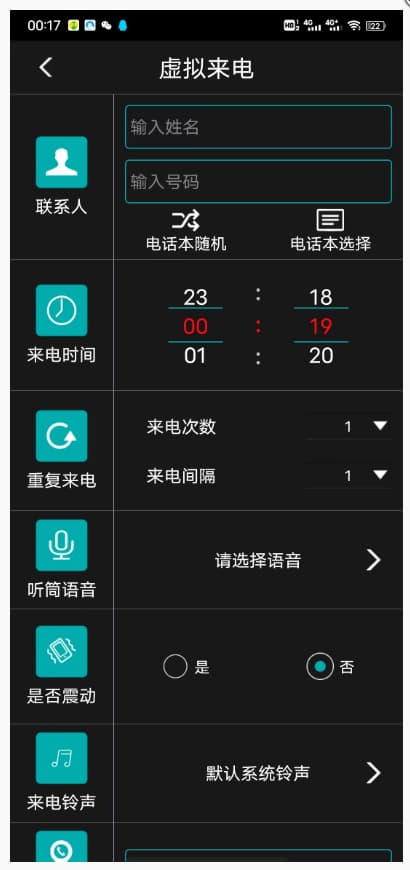 00:17
HD 4G 4G+ 22
虚拟来电
联系人
输入姓名
输入号码
电话本随机 电话本选择
来电时间
23 : 18
00 : 19
01 : 20
重复来电
来电次数 1
来电间隔 1
听筒语音
请选择语音
是否震动
是 否
来电铃声
默认系统铃声